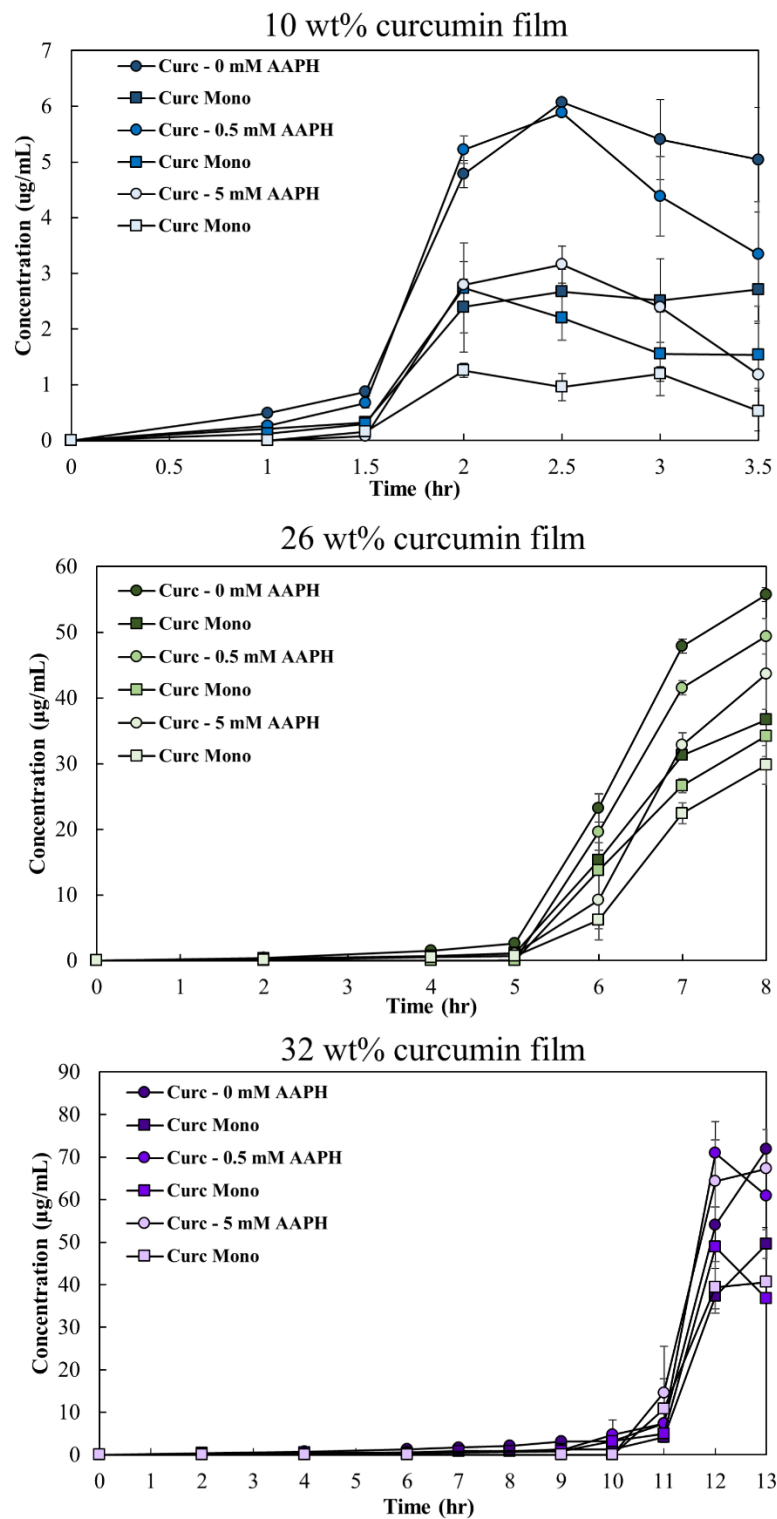 10 wt% curcumin film
7
6
5
4
3
2
1
0
Concentration (ug/mL)
Curc - 0 mM AAPH
Curc Mono
Curc - 0.5 mM AAPH
Curc Mono
Curc - 5 mM AAPH
Curc Mono
0 0.5 1 1.5 2 2.5 3 3.5
Time (hr)
26 wt% curcumin film
60
50
40
30
20
10
0
Concentration (µg/mL)
Curc - 0 mM AAPH
Curc Mono
Curc - 0.5 mM AAPH
Curc Mono
Curc - 5 mM AAPH
Curc Mono
0 1 2 3 4 5 6 7 8
Time (hr)
32 wt% curcumin film
90
80
70
60
50
40
30
20
10
0
Concentration (µg/mL)
Curc - 0 mM AAPH
Curc Mono
Curc - 0.5 mM AAPH
Curc Mono
Curc - 5 mM AAPH
Curc Mono
0 1 2 3 4 5 6 7 8 9 10 11 12 13
Time (hr)